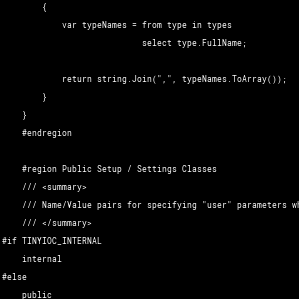 {
            var typeNames = from type in types
                            select type.FullName;

            return string.Join(",", typeNames.ToArray());
        }
    }
    #endregion

    #region Public Setup / Settings Classes
    /// <summary>
    /// Name/Value pairs for specifying "user" parameters
    /// </summary>
#if TINYIOC_INTERNAL
    internal
#else
    public